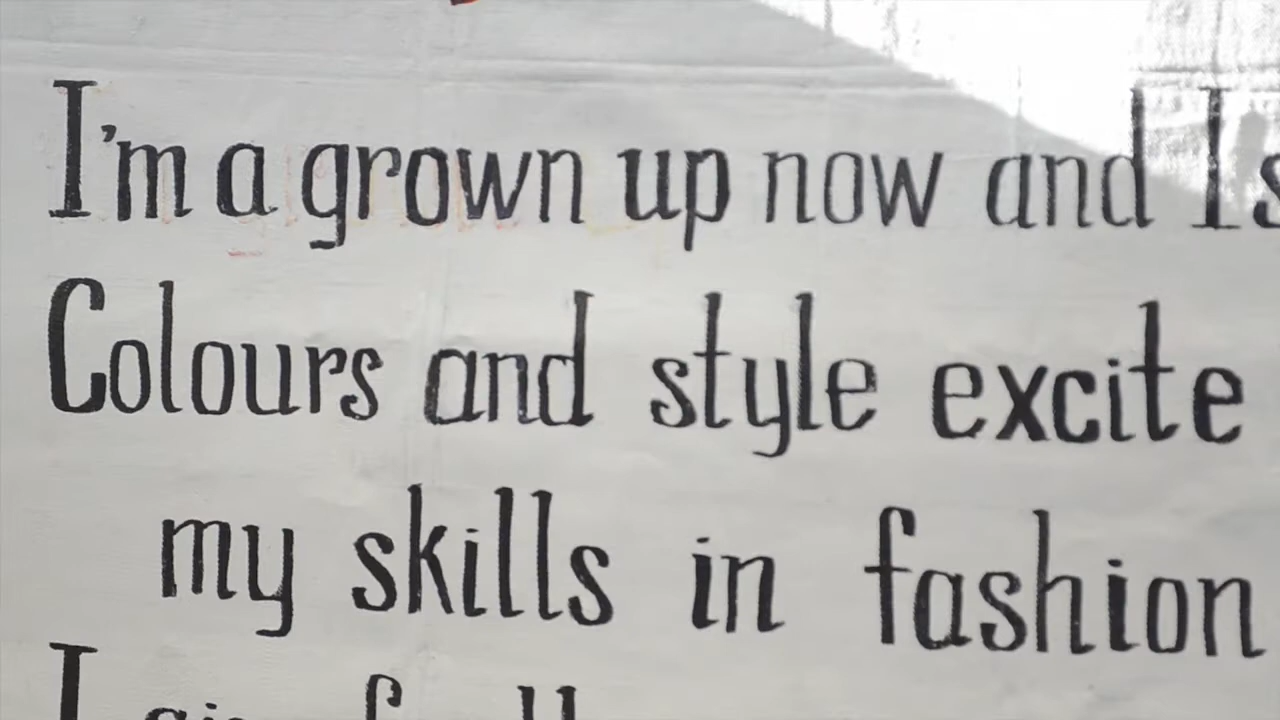 I'm a grown up now and I
Colours and style excite
my skills in fashion
I